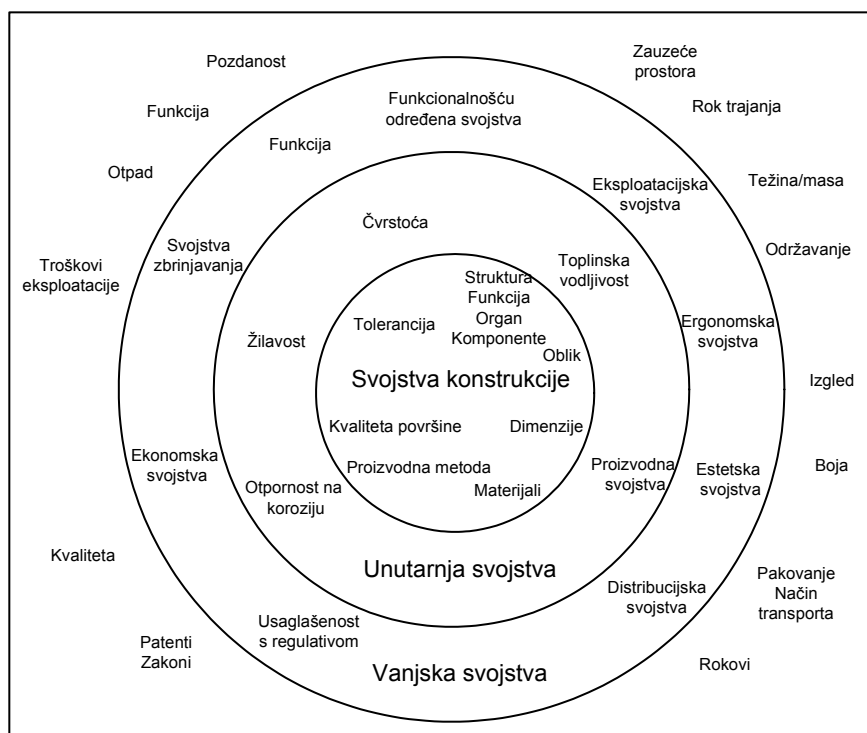 Pozdanost
Zauzeće
prostora
Funkcija
Funkcionalnošću
određena svojstva
Rok trajanja
Funkcija
Otpad
Eksploatacijska
svojstva
Težina/masa
Čvrstoća
Svojstva
zbrinjavanja
Toplinska
vodljivost
Održavanje
Troškovi
eksploatacije
Struktura
Funkcija
Organ
Komponente
Tolerancija
Oblik
Žilavost
Ergonomska
svojstva
Svojstva konstrukcije
Izgled
Kvaliteta površine
Dimenzije
Ekonomska
svojstva
Proizvodna metoda
Materijali
Otpornost na
koroziju
Proizvodna
svojstva
Estetska
svojstva
Boja
Kvaliteta
Unutarnja svojstva
Distribucijska
svojstva
Pakovanje
Način
transporta
Usaglašenost
s regulativom
Patenti
Zakoni
Vanjska svojstva
Rokovi